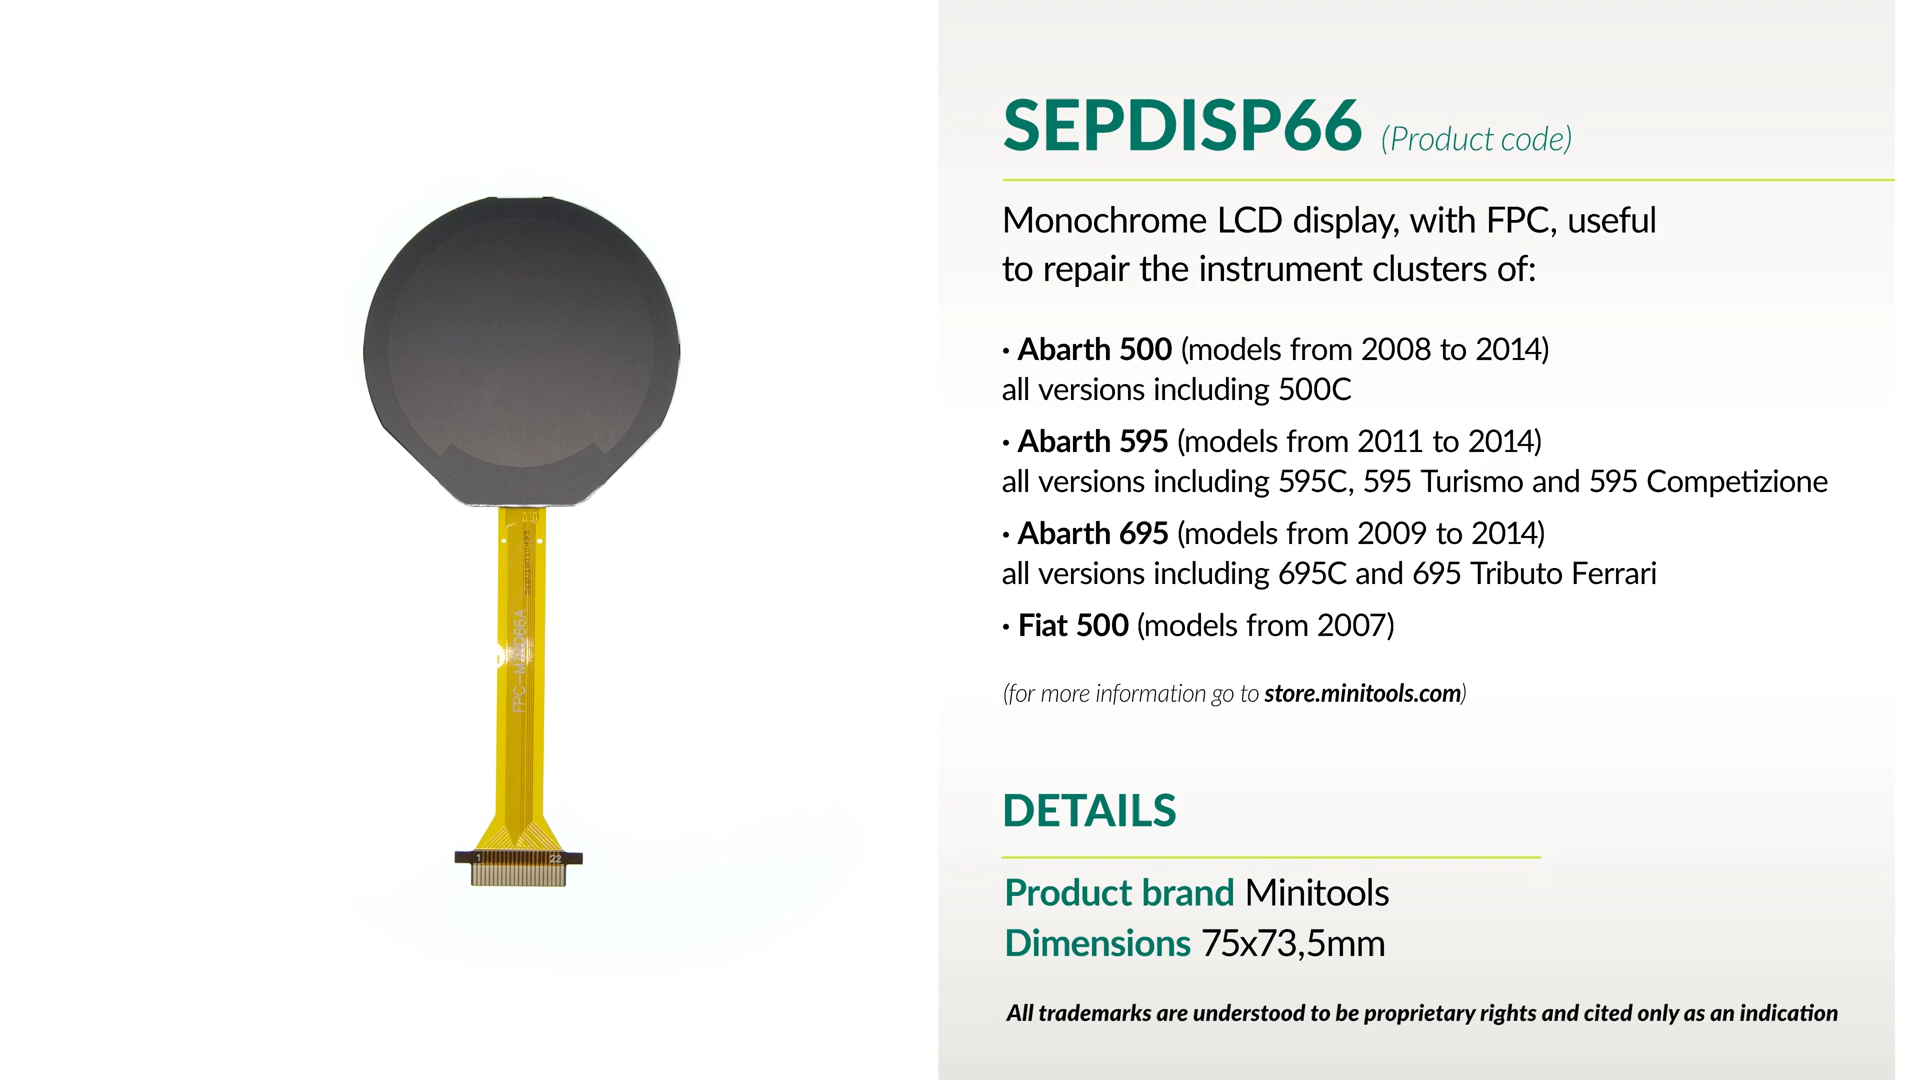 SEPDISP66 (Product code)
Monochrome LCD display, with FPC, useful
to repair the instrument clusters of:
· Abarth 500 (models from 2008 to 2014)
all versions including 500C
· Abarth 595 (models from 2011 to 2014)
all versions including 595C, 595 Turismo and 595 Competizione
· Abarth 695 (models from 2009 to 2014)
all versions including 695C and 695 Tributo Ferrari
· Fiat 500 (models from 2007)
(for more information go to store.minitools.com)
DETAILS
Product brand Minitools
Dimensions 75x73,5mm
All trademarks are understood to be proprietary rights and cited only as an indication
1 22